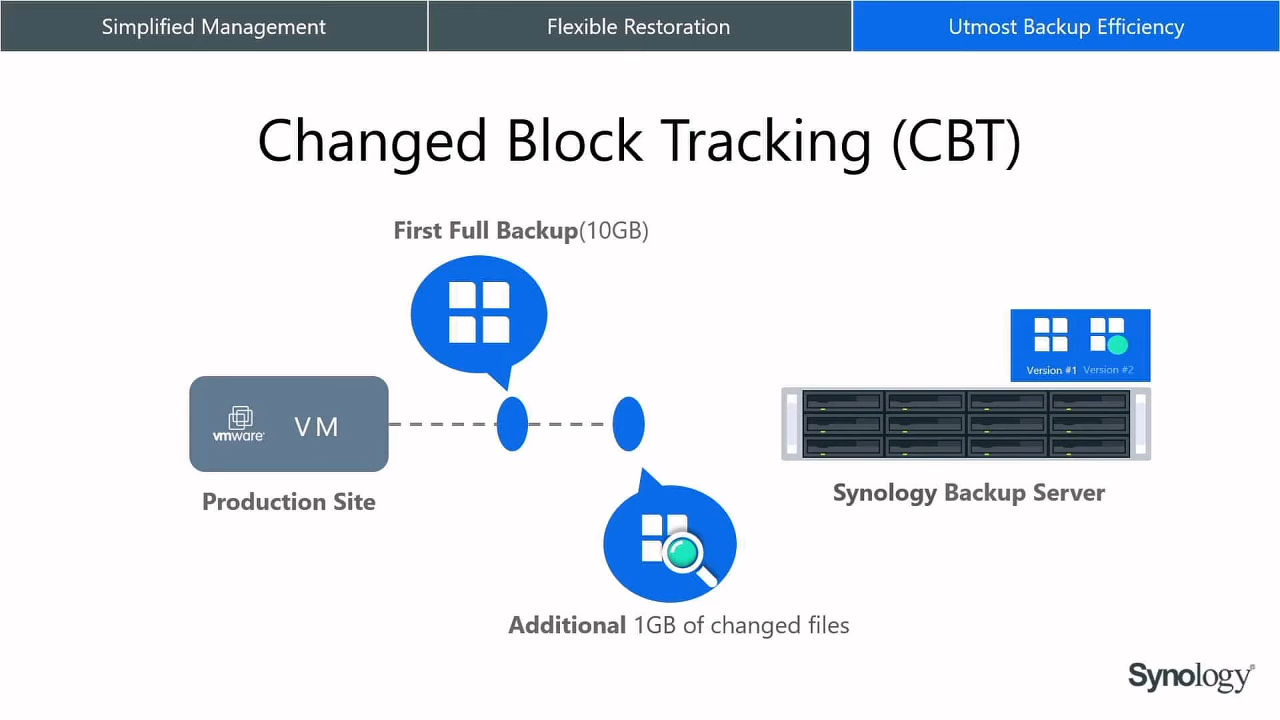 Simplified Management
Flexible Restoration
Utmost Backup Efficiency
Changed Block Tracking (CBT)
First Full Backup(10GB)
Version #1 Version #2
vmware VM
Production Site
Synology Backup Server
Additional 1GB of changed files
Synology